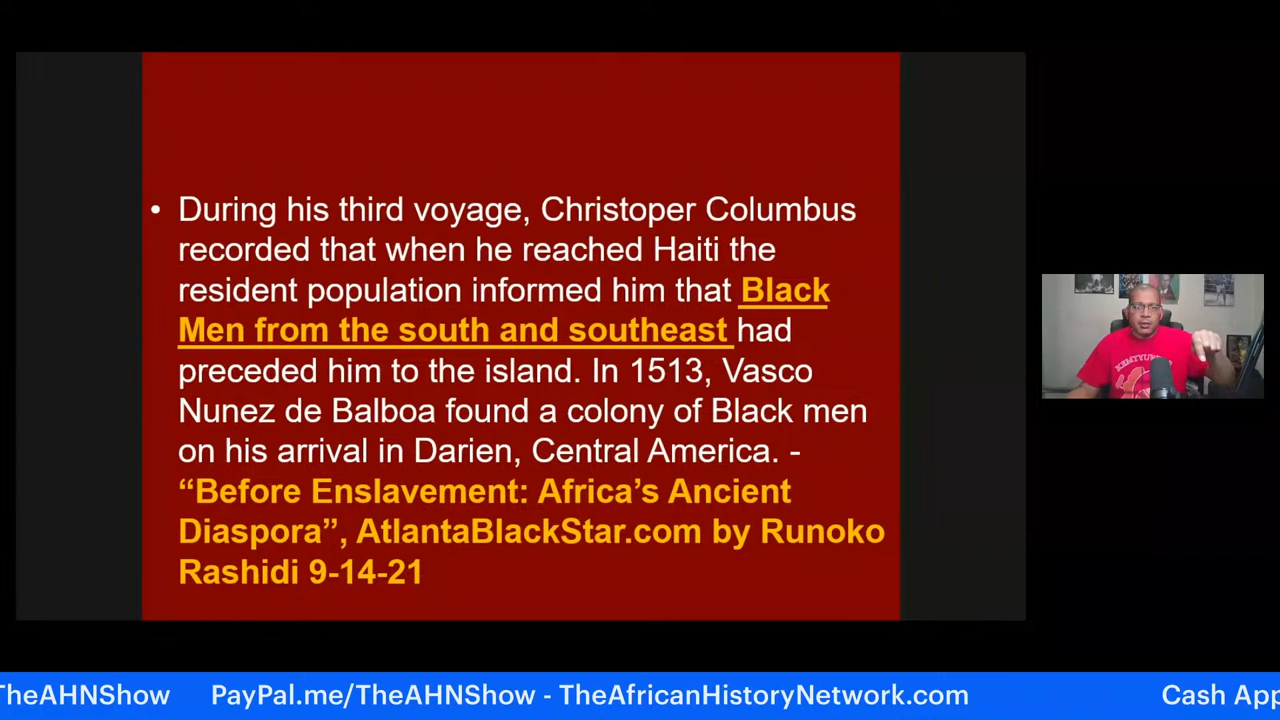 • During his third voyage, Christoper Columbus
recorded that when he reached Haiti the
resident population informed him that Black
Men from the south and southeast had
preceded him to the island. In 1513, Vasco
Nunez de Balboa found a colony of Black men
on his arrival in Darien, Central America. -
“Before Enslavement: Africa’s Ancient
Diaspora”, AtlantaBlackStar.com by Runoko
Rashidi 9-14-21
TheAHNShow PayPal.me/TheAHNShow - TheAfricanHistoryNetwork.com Cash App